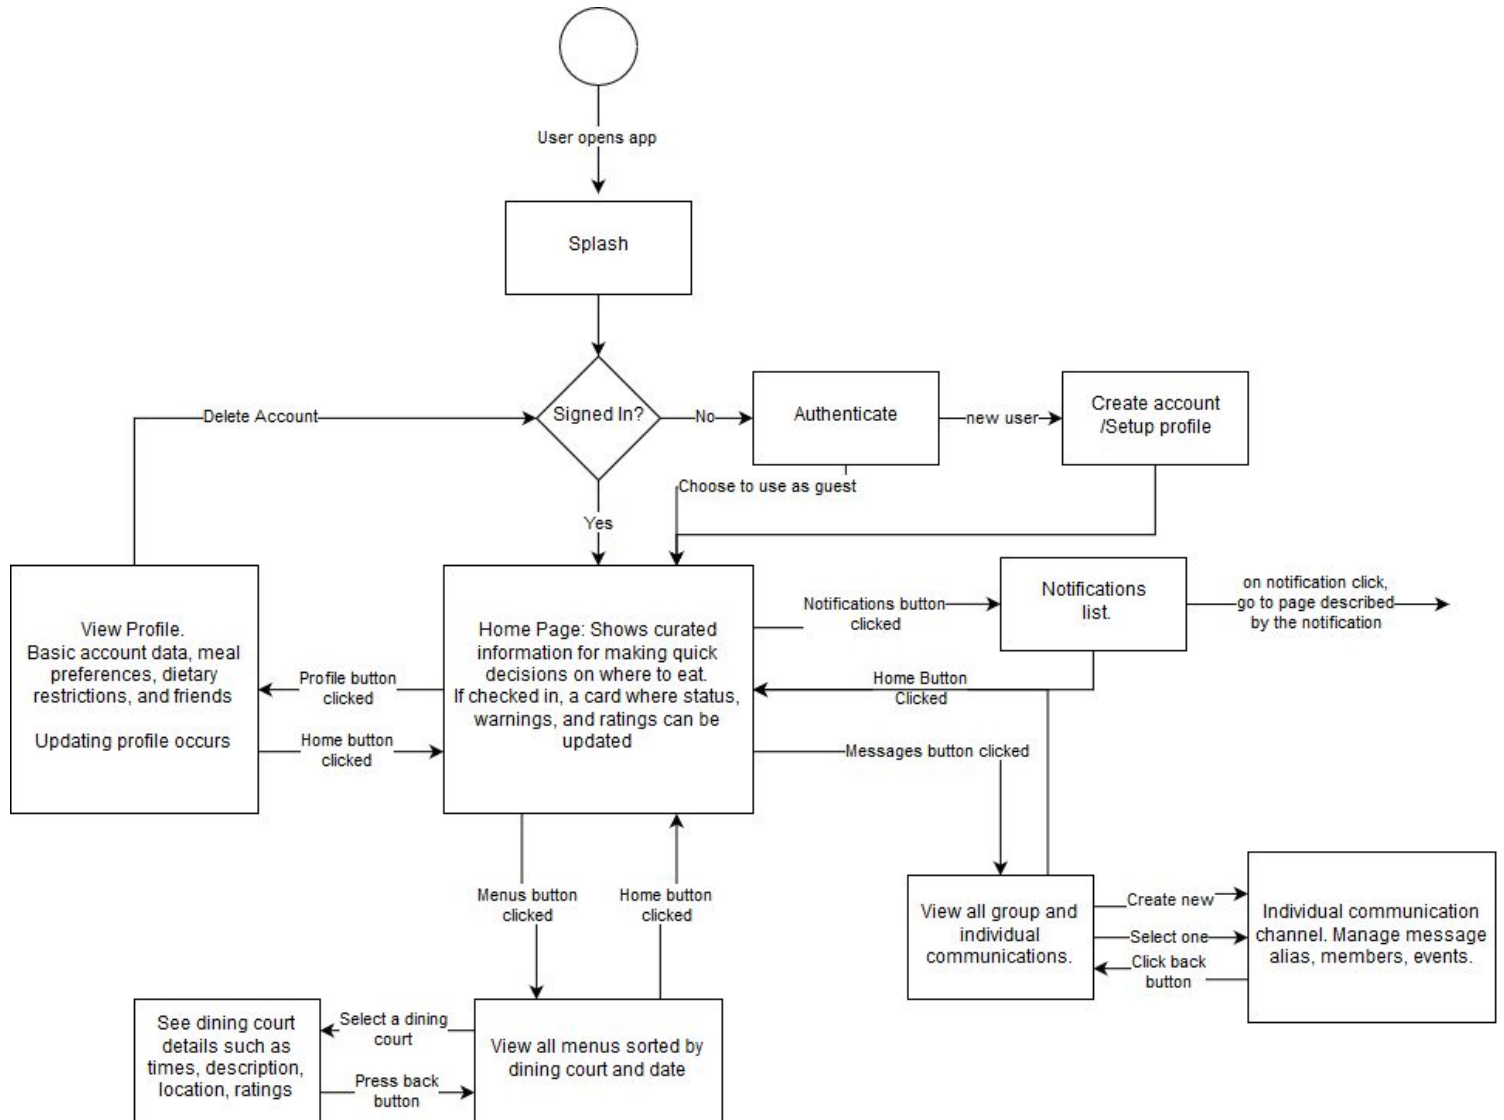 User opens app
Splash
Delete Account
Signed In?
No
Authenticate
new user
Create account
/Setup profile
Choose to use as guest
Yes
View Profile.
Basic account data, meal
preferences, dietary
restrictions, and friends
Updating profile occurs
Profile button
clicked
Home button
clicked
Home Page: Shows curated
information for making quick
decisions on where to eat.
If checked in, a card where status,
warnings, and ratings can be
updated
Notifications button
clicked
Notifications
list.
on notification click,
go to page described
by the notification
Home Button
Clicked
Messages button clicked
Menus button
clicked
Home button
clicked
View all group and
individual
communications.
Create new
Select one
Click back
button
Individual communication
channel. Manage message
alias, members, events.
See dining court
details such as
times, description,
location, ratings
Select a dining
court
Press back
button
View all menus sorted by
dining court and date